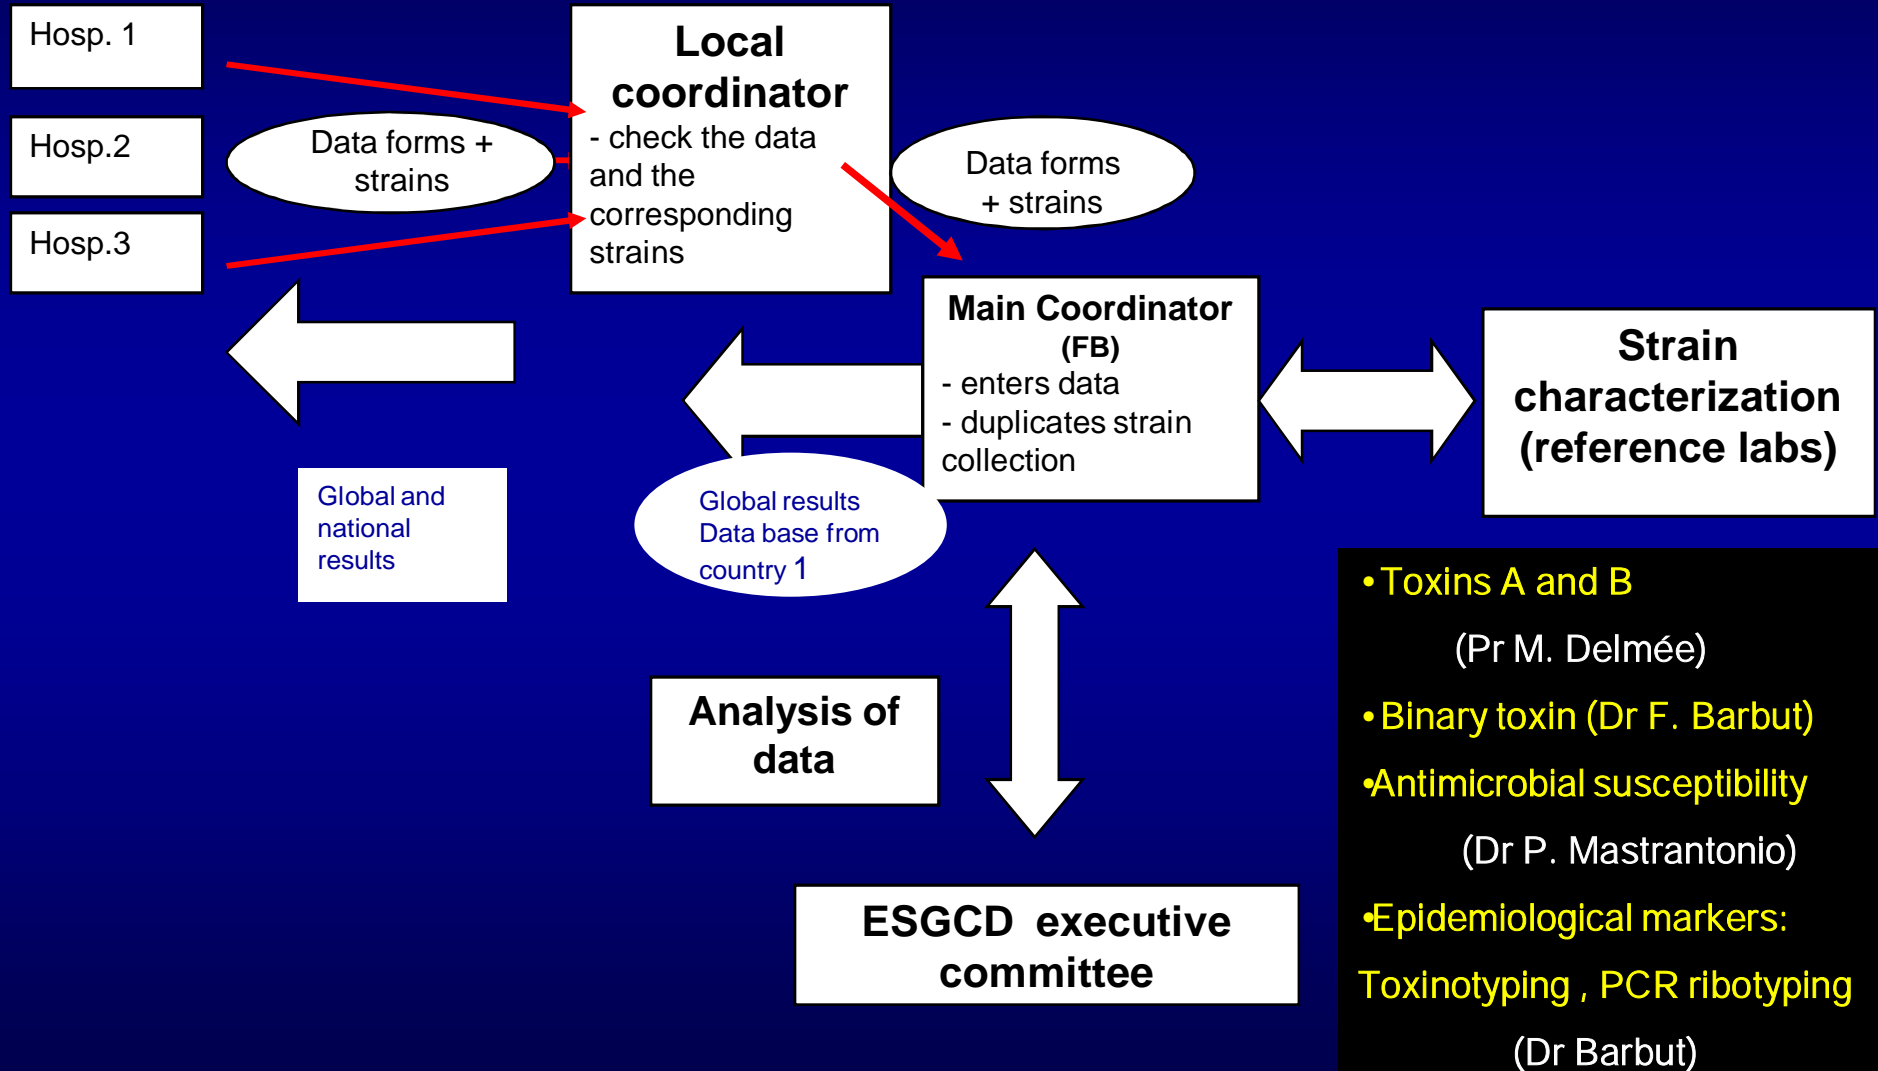 Hosp. 1
Hosp.2
Hosp.3
Data forms +
strains
Local
coordinator
- check the data
and the
corresponding
strains
Data forms
+ strains
Main Coordinator
(FB)
- enters data
- duplicates strain
collection
Strain
characterization
(reference labs)
Global and
national
results
Global results
Data base from
country 1
Analysis of
data
ESGCD executive
committee
• Toxins A and B
(Pr M. Delmée)
• Binary toxin (Dr F. Barbut)
•Antimicrobial susceptibility
(Dr P. Mastrantonio)
•Epidemiological markers:
Toxinotyping , PCR ribotyping
(Dr Barbut)